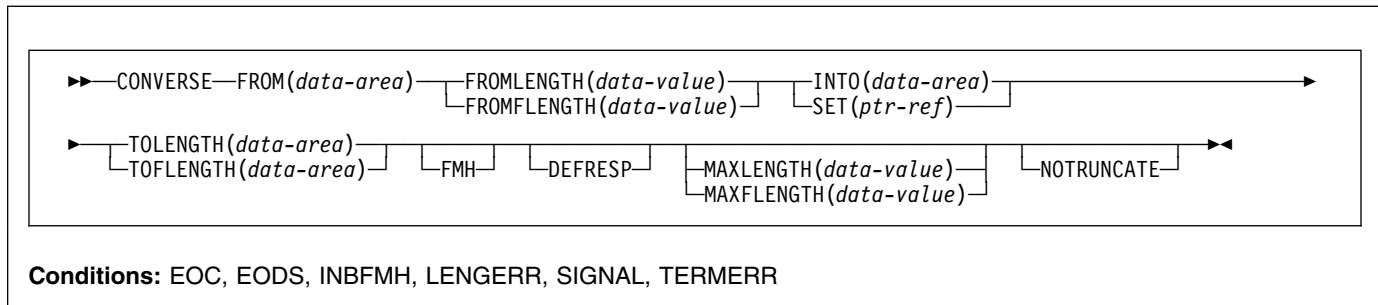 CONVERSE FROM(data-area) FROMLENGTH(data-value) INTO(data-area)
FROMFLENGTH(data-value) SET(ptr-ref)
TOLENGTH(data-area)
TOFLENGTH(data-area) FMH DEFRESP MAXLENGTH(data-value) NOTRUNCATE
MAXFLENGTH(data-value)
Conditions: EOC, EODS, INBFMH, LENGERR, SIGNAL, TERMERR